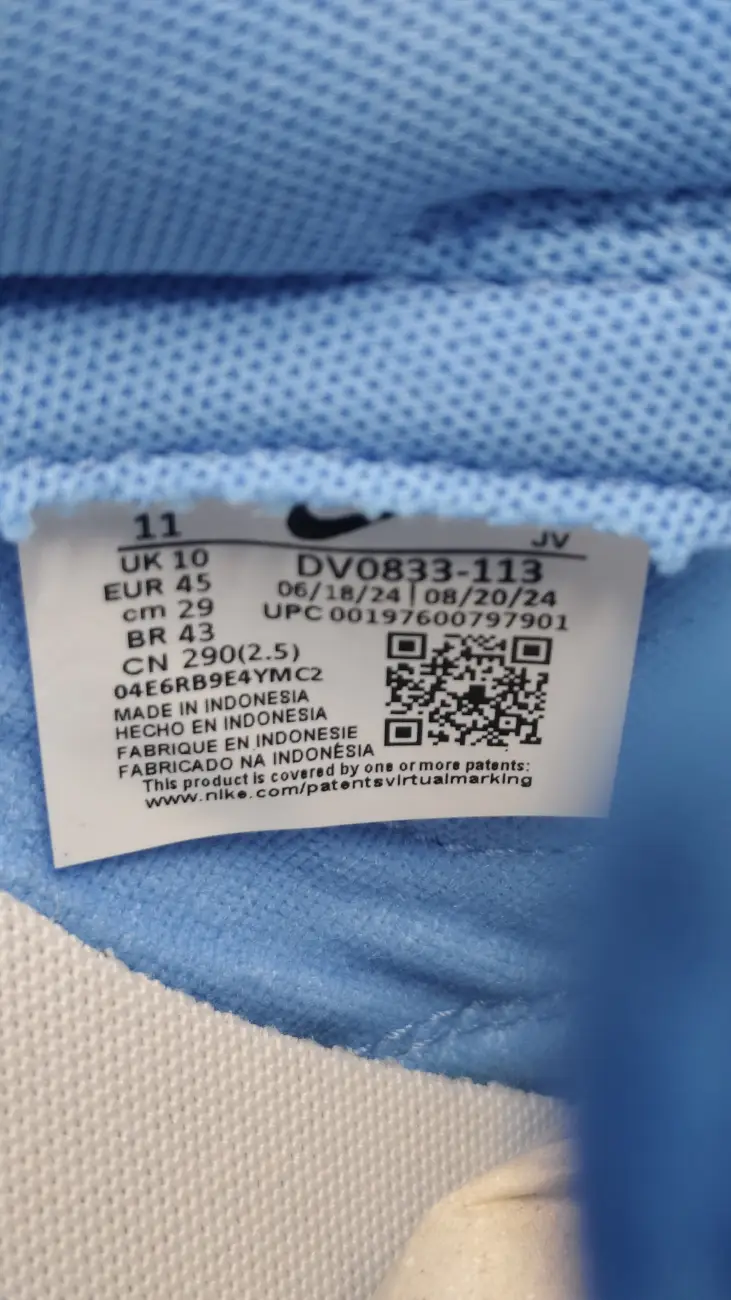 11 JV
UK 10
EUR 45
cm 29
BR 43
CN 290(2.5)
DV0833-113
06/18/24 | 08/20/24
UPC 00197600797901
04E6RB9E4YMC2
MADE IN INDONESIA
HECHO EN INDONESIA
FABRIQUE EN INDONESIE
FABRICADO NA INDONÉSIA
This product is covered by one or more patents:
www.nike.com/patentsvirtualmarking